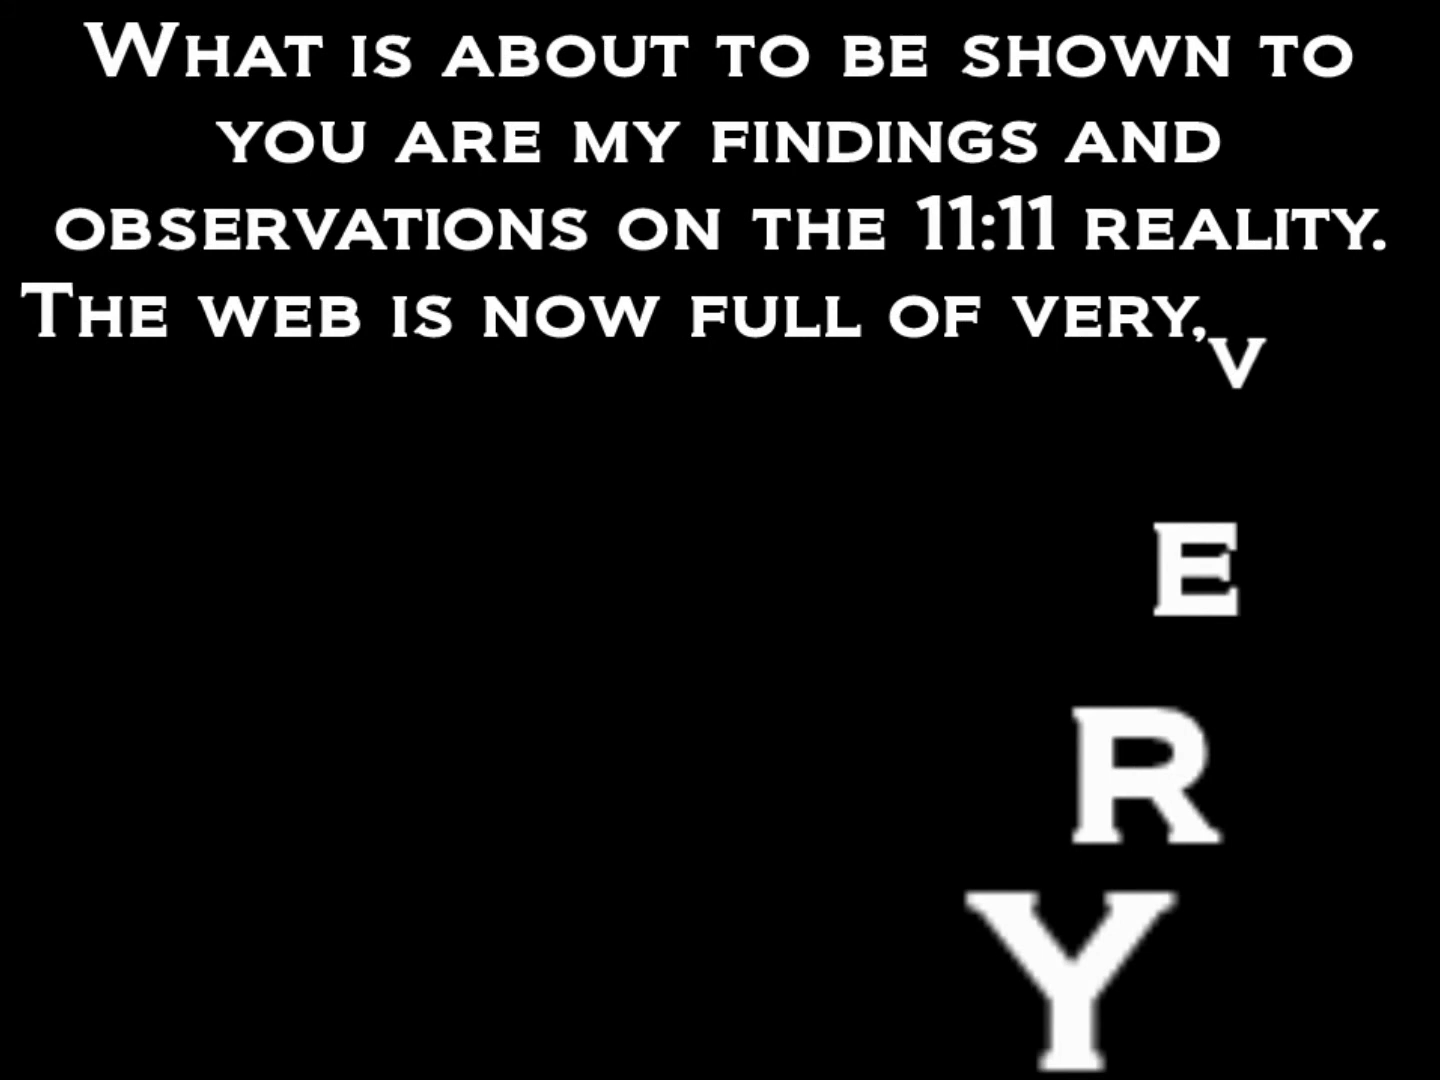 What is about to be shown to
you are my findings and
observations on the 11:11 reality.
The web is now full of very,
v
e
r
y